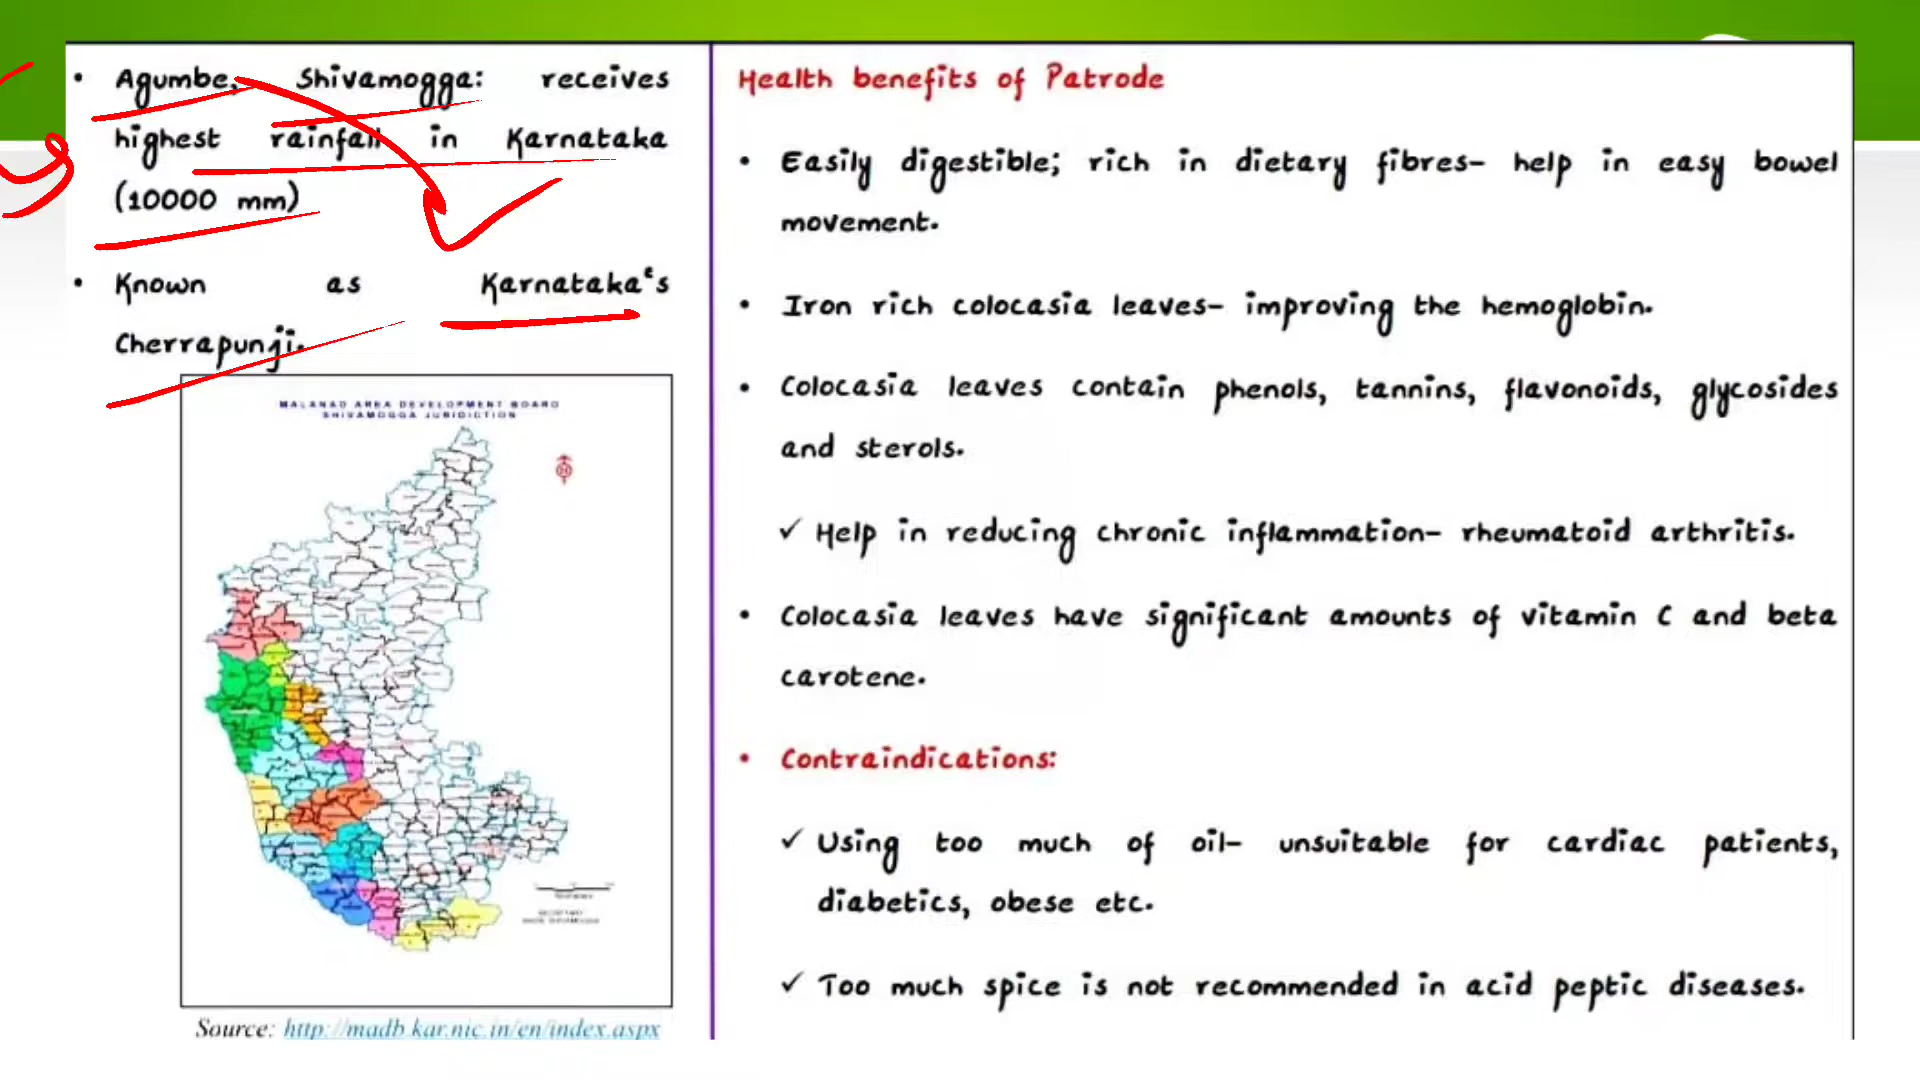 • Agumbe, Shivamogga: receives
highest rainfall in Karnataka
(10000 mm)
• Known as Karnataka's
Cherrapunji.
MALANAD AREA DEVELOPMENT BOARD
SHIVAMOGGA JURIDICTION
Source: http://madb.kar.nic.in/en/index.aspx
Health benefits of Patrode
• Easily digestible; rich in dietary fibres- help in easy bowel
movement.
• Iron rich colocasia leaves- improving the hemoglobin.
• Colocasia leaves contain phenols, tannins, flavonoids, glycosides
and sterols.
✓ Help in reducing chronic inflammation- rheumatoid arthritis.
• Colocasia leaves have significant amounts of vitamin C and beta
carotene.
• Contraindications:
✓ Using too much of oil- unsuitable for cardiac patients,
diabetics, obese etc.
✓ Too much spice is not recommended in acid peptic diseases.